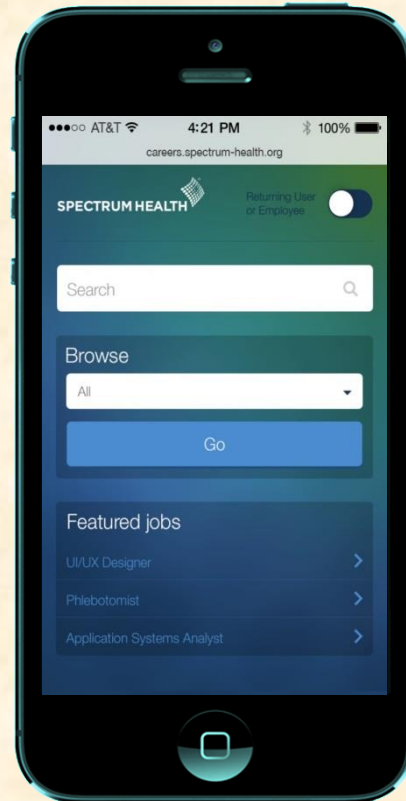 AT&T 4:21 PM 100%
careers.spectrum-health.org
SPECTRUM HEALTH
Returning User
or Employee
Search
Browse
All
Go
Featured jobs
UI/UX Designer
Phlebotomist
Application Systems Analyst